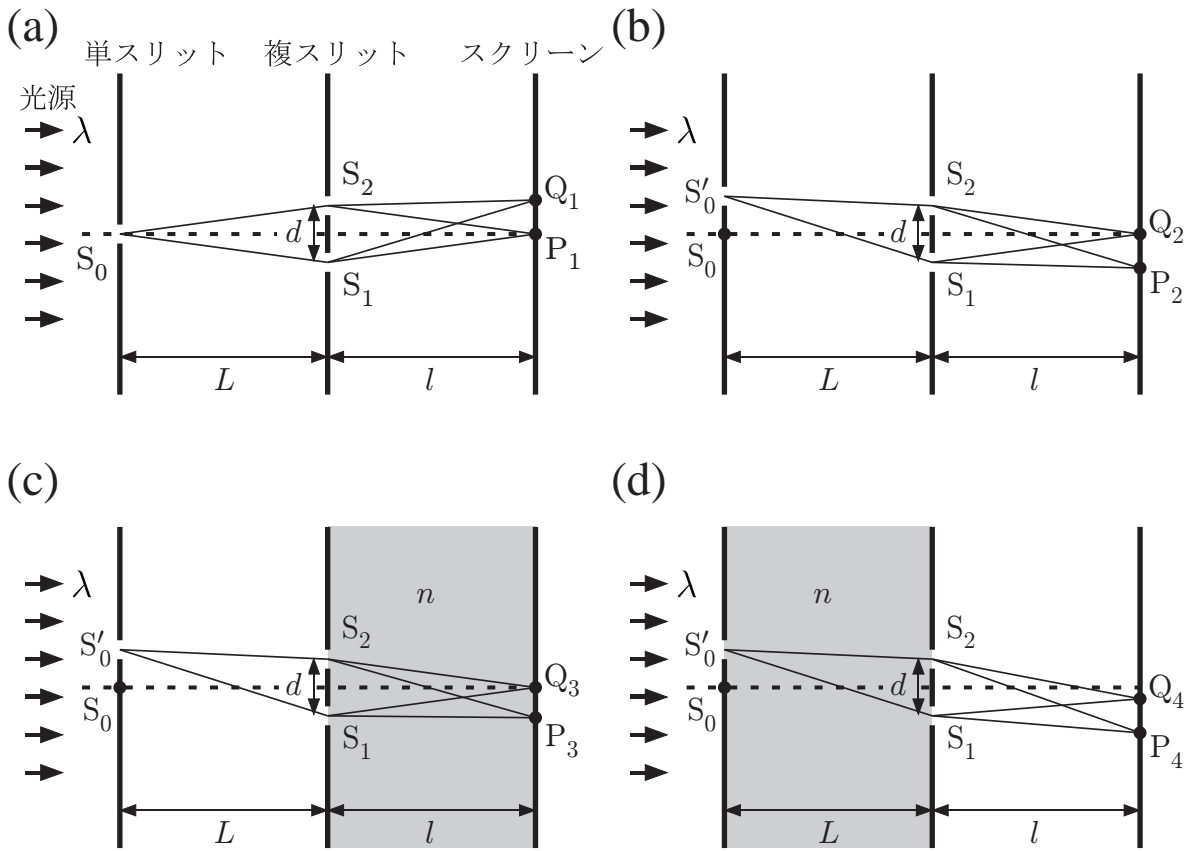 (a)
単スリット 複スリット スクリーン
光源
λ
S₂
Q₁
d
S₀
P₁
S₁
L
l
(b)
λ
S′₀
S₂
d
Q₂
S₀
S₁
P₂
L
l
(c)
λ
n
S′₀
S₂
d
Q₃
S₀
S₁
P₃
L
l
(d)
λ
n
S′₀
S₂
d
Q₄
S₀
S₁
P₄
L
l